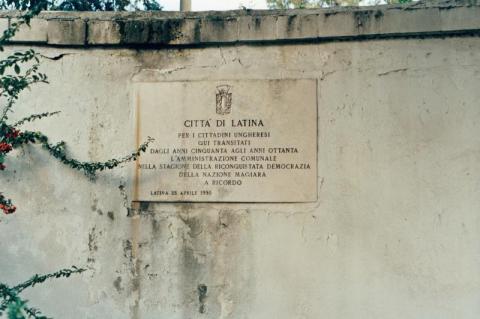 CITTÀ DI LATINA
PER I CITTADINI UNGHERESI
QUI TRANSITATI
DAGLI ANNI CINQUANTA AGLI ANNI OTTANTA
L'AMMINISTRAZIONE COMUNALE
NELLA STAGIONE DELLA RICONQUISTATA DEMOCRAZIA
DELLA NAZIONE MAGIARA
A RICORDO
LATINA 25 APRILE 1990